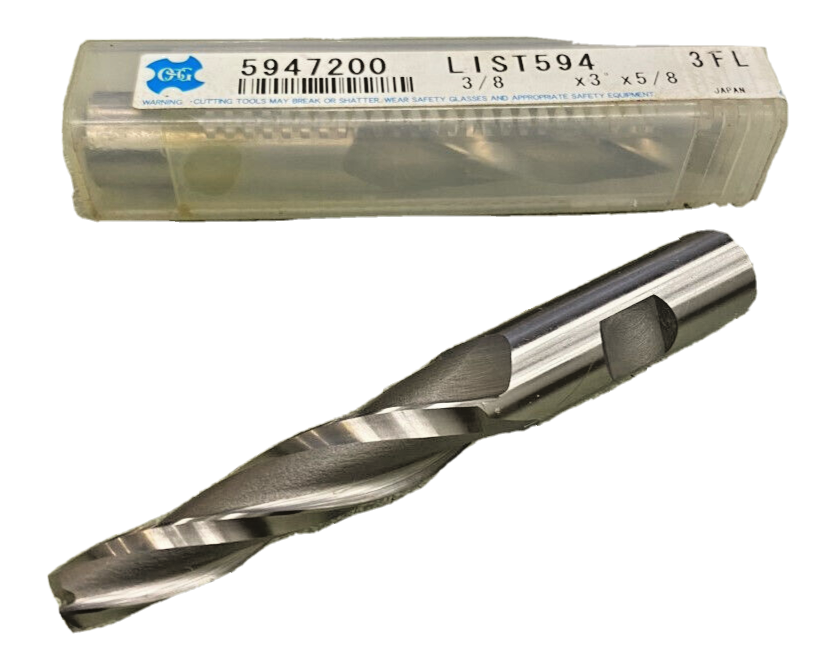 OSG 5947200 LIST594 3FL
3/8 x3" x5/8
JAPAN
WARNING : CUTTING TOOLS MAY BREAK OR SHATTER, WEAR SAFETY GLASSES AND APPROPRIATE SAFETY EQUIPMENT.